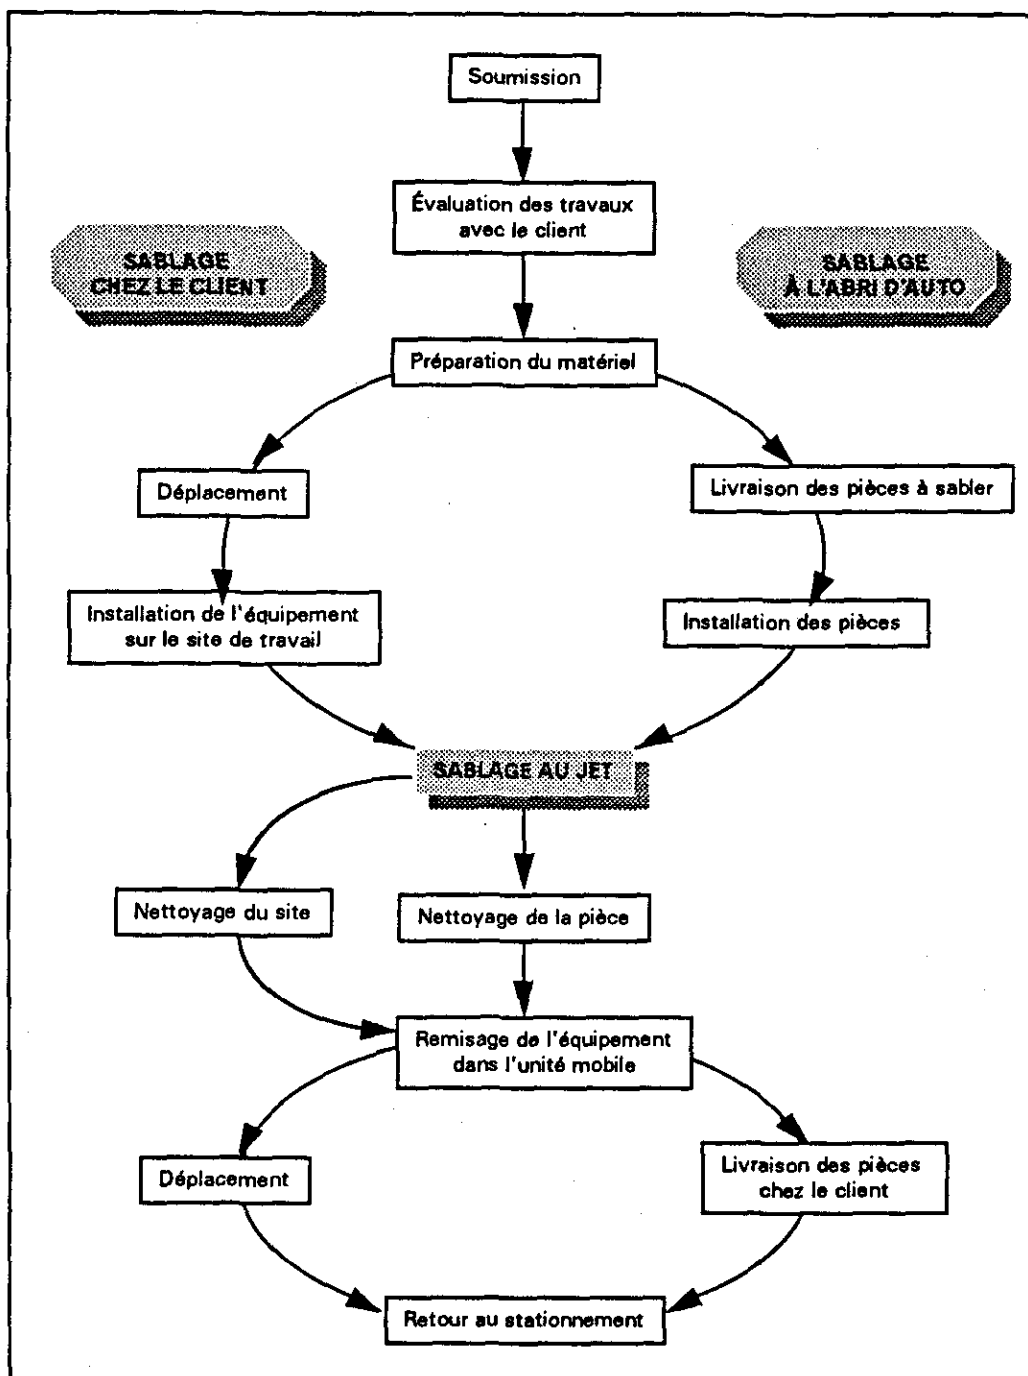 Soumission
Évaluation des travaux
avec le client
SABLAGE
CHEZ LE CLIENT
SABLAGE
À L'ABRI D'AUTO
Préparation du matériel
Déplacement
Livraison des pièces à sabler
Installation de l'équipement
sur le site de travail
Installation des pièces
SABLAGE AU JET
Nettoyage du site
Nettoyage de la pièce
Remisage de l'équipement
dans l'unité mobile
Déplacement
Livraison des pièces
chez le client
Retour au stationnement